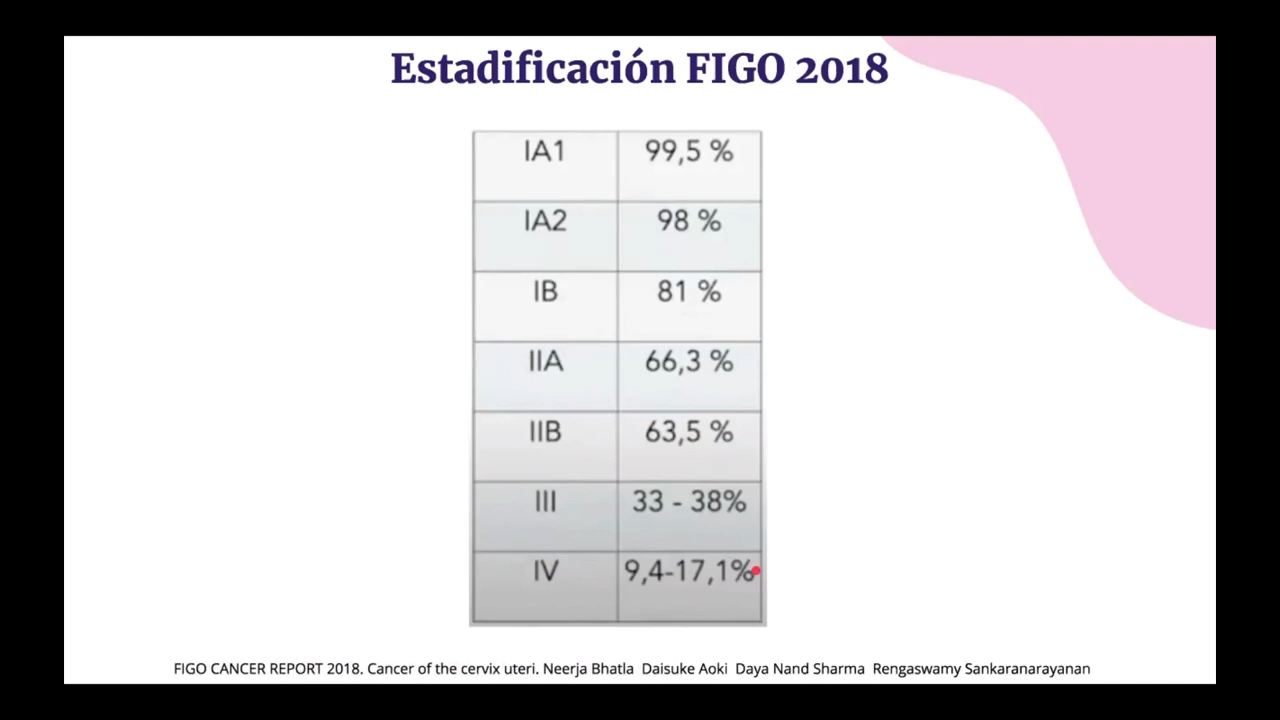 Estadificación FIGO 2018
IA1 99,5 %
IA2 98 %
IB 81 %
IIA 66,3 %
IIB 63,5 %
III 33 - 38%
IV 9,4-17,1%
FIGO CANCER REPORT 2018. Cancer of the cervix uteri. Neerja Bhatla Daisuke Aoki Daya Nand Sharma Rengaswamy Sankaranarayanan